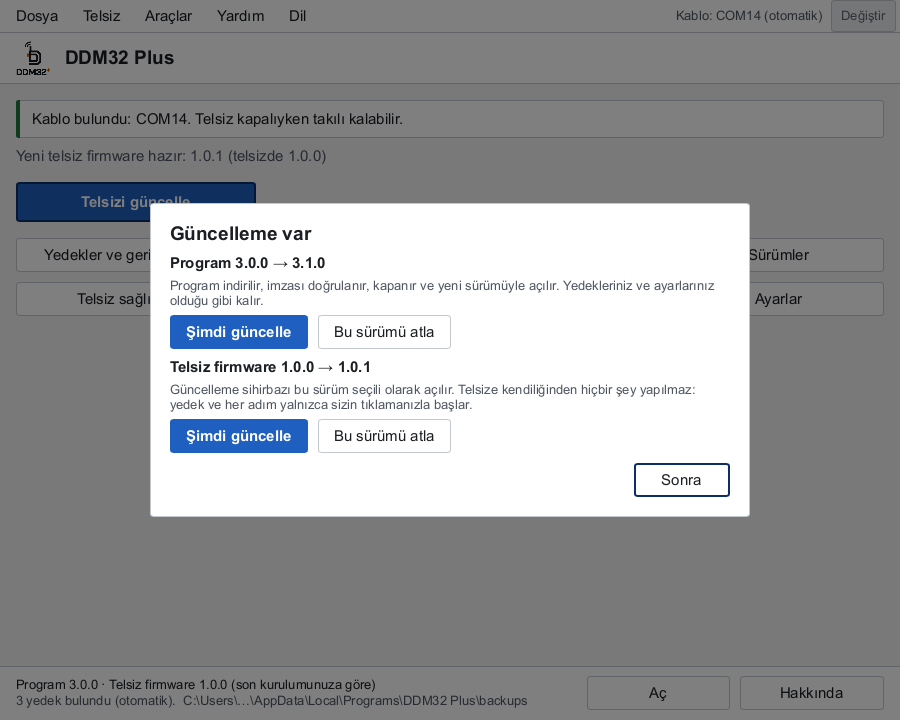 Dosya Telsiz Araçlar Yardım Dil Kablo: COM14 (otomatik) Değiştir
DDM32+ DDM32 Plus
Kablo bulundu: COM14. Telsiz kapalıyken takılı kalabilir.
Yeni telsiz firmware hazır: 1.0.1 (telsizde 1.0.0)
Telsizi güncelle
Yedekler ve geri
Sürümler
Telsiz sağlı
Ayarlar
Güncelleme var
Program 3.0.0 → 3.1.0
Program indirilir, imzası doğrulanır, kapanır ve yeni sürümüyle açılır. Yedekleriniz ve ayarlarınız
olduğu gibi kalır.
Şimdi güncelle Bu sürümü atla
Telsiz firmware 1.0.0 → 1.0.1
Güncelleme sihirbazı bu sürüm seçili olarak açılır. Telsize kendiliğinden hiçbir şey yapılmaz:
yedek ve her adım yalnızca sizin tıklamanızla başlar.
Şimdi güncelle Bu sürümü atla
Sonra
Program 3.0.0 · Telsiz firmware 1.0.0 (son kurulumunuza göre)
3 yedek bulundu (otomatik). C:\Users\…\AppData\Local\Programs\DDM32 Plus\backups
Aç Hakkında